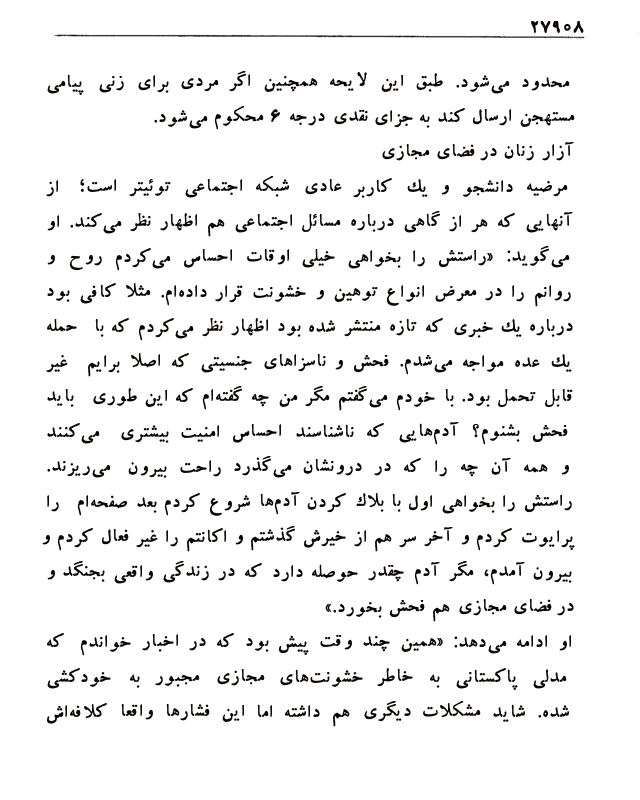 ۲۷۹۰۸
محدود می‌شود. طبق این لایحه همچنین اگر مردی برای زنی پیامی
مستهجن ارسال کند به جزای نقدی درجه ۶ محکوم می‌شود.
آزار زنان در فضای مجازی
مرضیه دانشجو و یك کاربر عادی شبکه اجتماعی توئیتر است؛ از
آنهایی که هر از گاهی درباره مسائل اجتماعی هم اظهار نظر می‌کند. او
می‌گوید: «راستش را بخواهی خیلی اوقات احساس می‌کردم روح و
روانم را در معرض انواع توهین و خشونت قرار داده‌ام. مثلا کافی بود
درباره یك خبری که تازه منتشر شده بود اظهار نظر می‌کردم که با حمله
یك عده مواجه می‌شدم. فحش و ناسزاهای جنسیتی که اصلا برایم غیر
قابل تحمل بود. با خودم می‌گفتم مگر من چه گفته‌ام که این طوری باید
فحش بشنوم؟ آدم‌هایی که ناشناسند احساس امنیت بیشتری می‌کنند
و همه آن چه را که در درونشان می‌گذرد راحت بیرون می‌ریزند.
راستش را بخواهی اول با بلاك کردن آدم‌ها شروع کردم بعد صفحه‌ام را
پرایوت کردم و آخر سر هم از خیرش گذشتم و اکانتم را غیر فعال کردم و
بیرون آمدم، مگر آدم چقدر حوصله دارد که در زندگی واقعی بجنگد و
در فضای مجازی هم فحش بخورد.»
او ادامه می‌دهد: «همین چند وقت پیش بود که در اخبار خواندم که
مدلی پاکستانی به خاطر خشونت‌های مجازی مجبور به خودکشی
شده. شاید مشکلات دیگری هم داشته اما این فشارها واقعا کلافه‌اش